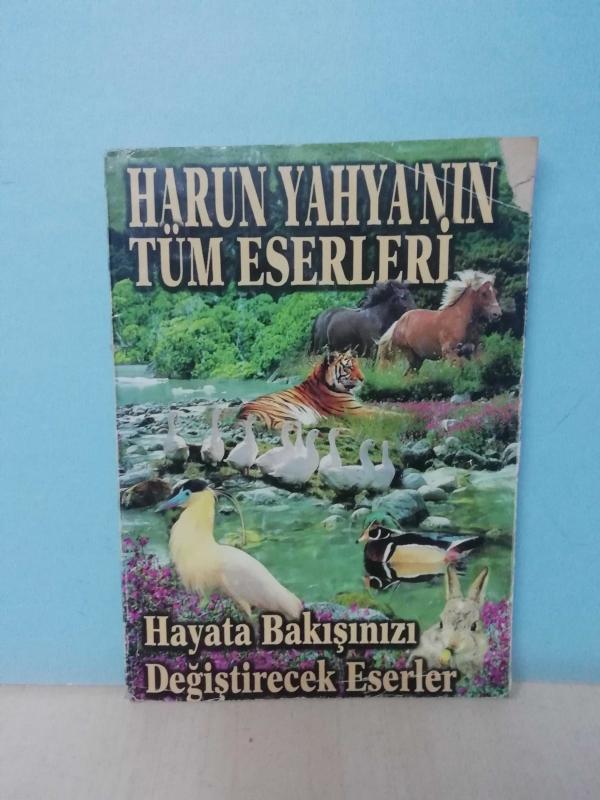 HARUN YAHYA'NIN
TÜM ESERLERİ
Hayata Bakışınızı
Değiştirecek Eserler